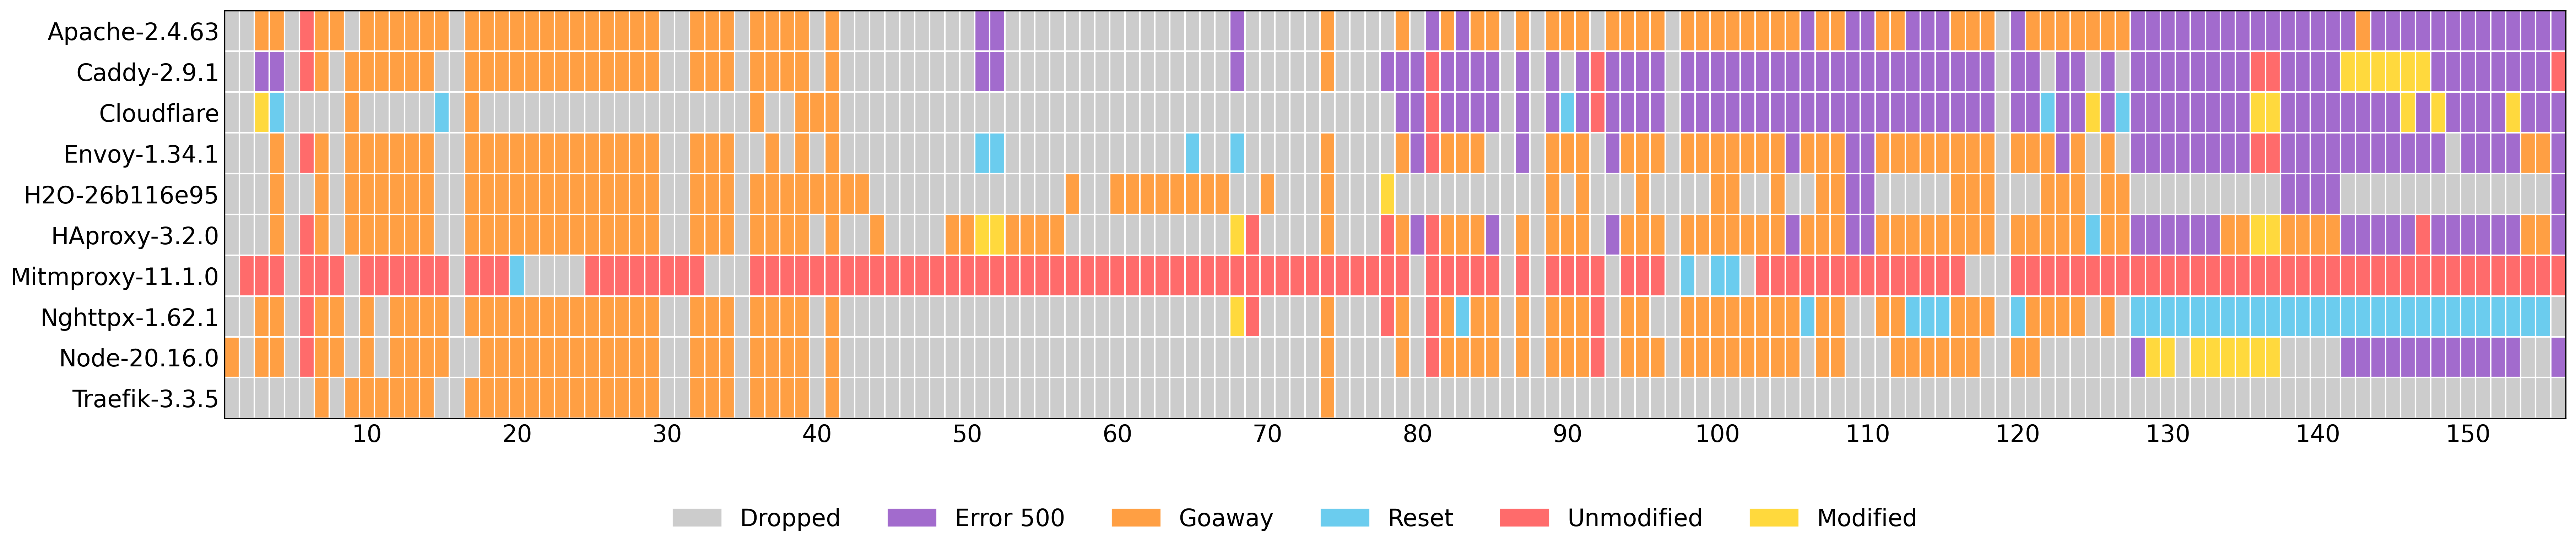 Apache-2.4.63
Caddy-2.9.1
Cloudflare
Envoy-1.34.1
H2O-26b116e95
HAproxy-3.2.0
Mitmproxy-11.1.0
Nghttpx-1.62.1
Node-20.16.0
Traefik-3.3.5
10 20 30 40 50 60 70 80 90 100 110 120 130 140 150
Dropped Error 500 Goaway Reset Unmodified Modified